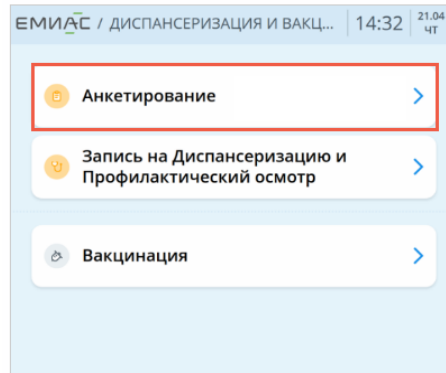 ЕМИАС / ДИСПАНСЕРИЗАЦИЯ И ВАКЦ... 14:32 21.04 ЧТ
Анкетирование
Запись на Диспансеризацию и
Профилактический осмотр
Вакцинация